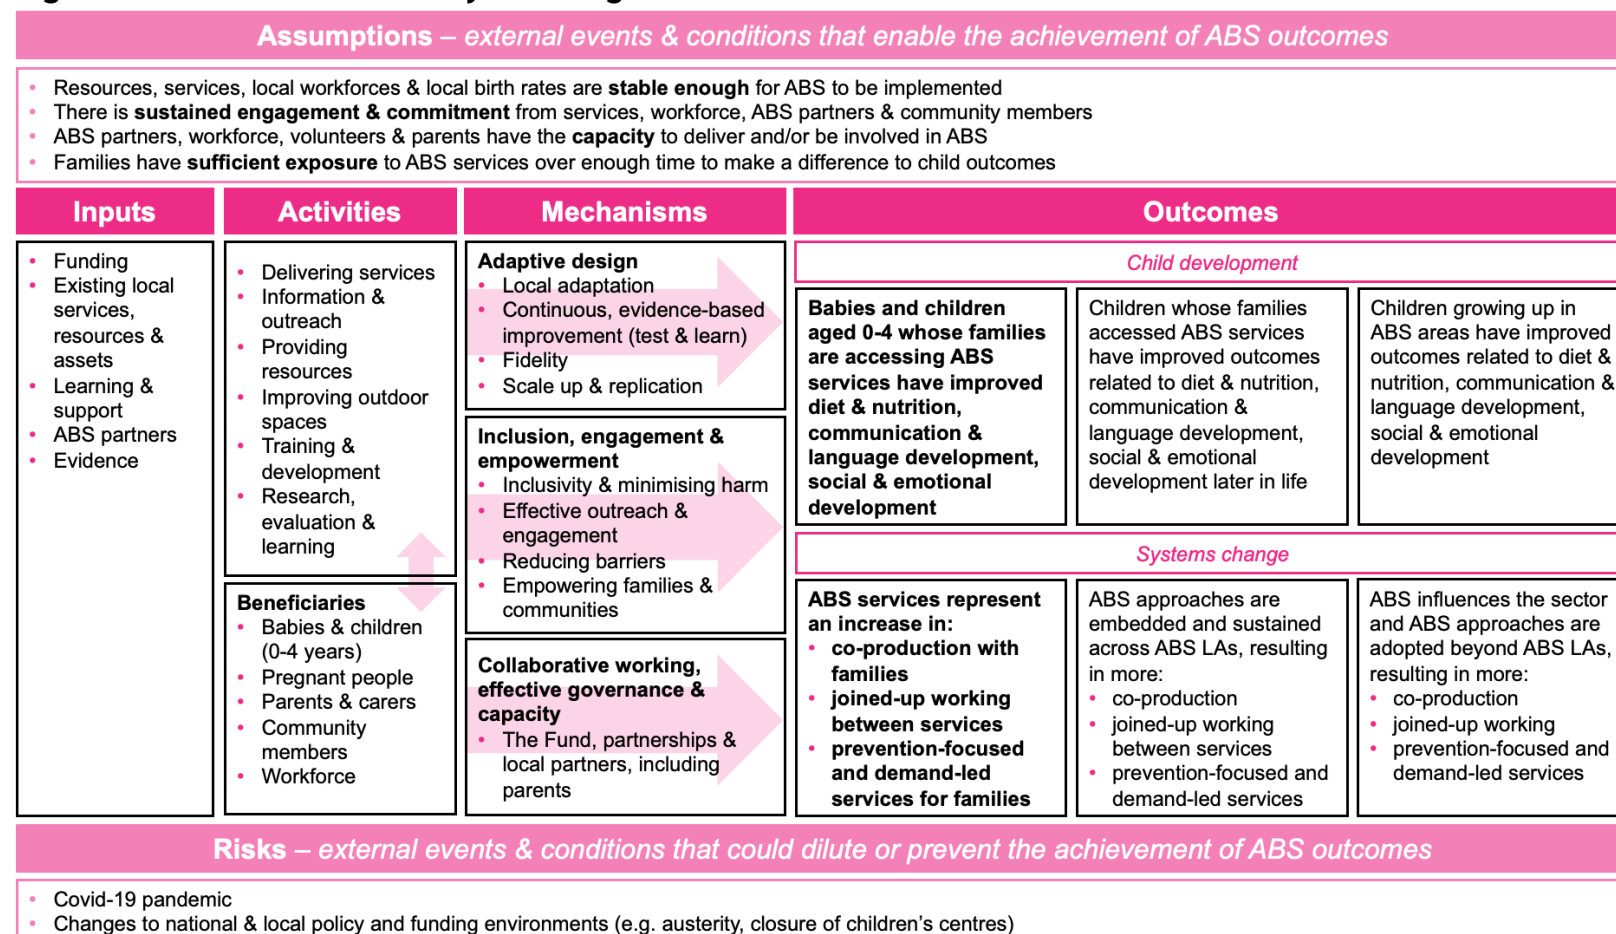 Assumptions – external events & conditions that enable the achievement of ABS outcomes
• Resources, services, local workforces & local birth rates are stable enough for ABS to be implemented
• There is sustained engagement & commitment from services, workforce, ABS partners & community members
• ABS partners, workforce, volunteers & parents have the capacity to deliver and/or be involved in ABS
• Families have sufficient exposure to ABS services over enough time to make a difference to child outcomes
Inputs
• Funding
• Existing local
services,
resources &
assets
• Learning &
support
• ABS partners
• Evidence
Activities
• Delivering services
• Information &
outreach
• Providing
resources
• Improving outdoor
spaces
• Training &
development
• Research,
evaluation &
learning
Beneficiaries
• Babies & children
(0-4 years)
• Pregnant people
• Parents & carers
• Community
members
• Workforce
Mechanisms
Adaptive design
• Local adaptation
• Continuous, evidence-based
improvement (test & learn)
• Fidelity
• Scale up & replication
Inclusion, engagement &
empowerment
• Inclusivity & minimising harm
• Effective outreach &
engagement
• Reducing barriers
• Empowering families &
communities
Collaborative working,
effective governance &
capacity
• The Fund, partnerships &
local partners, including
parents
Outcomes
Child development
Babies and children
aged 0-4 whose families
are accessing ABS
services have improved
diet & nutrition,
communication &
language development,
social & emotional
development
Children whose families
accessed ABS services
have improved outcomes
related to diet & nutrition,
communication &
language development,
social & emotional
development later in life
Children growing up in
ABS areas have improved
outcomes related to diet &
nutrition, communication &
language development,
social & emotional
development
Systems change
ABS services represent
an increase in:
• co-production with
families
• joined-up working
between services
• prevention-focused
and demand-led
services for families
ABS approaches are
embedded and sustained
across ABS LAs, resulting
in more:
• co-production
• joined-up working
between services
• prevention-focused and
demand-led services
ABS influences the sector
and ABS approaches are
adopted beyond ABS LAs,
resulting in more:
• co-production
• joined-up working
• prevention-focused and
demand-led services
Risks – external events & conditions that could dilute or prevent the achievement of ABS outcomes
• Covid-19 pandemic
• Changes to national & local policy and funding environments (e.g. austerity, closure of children's centres)